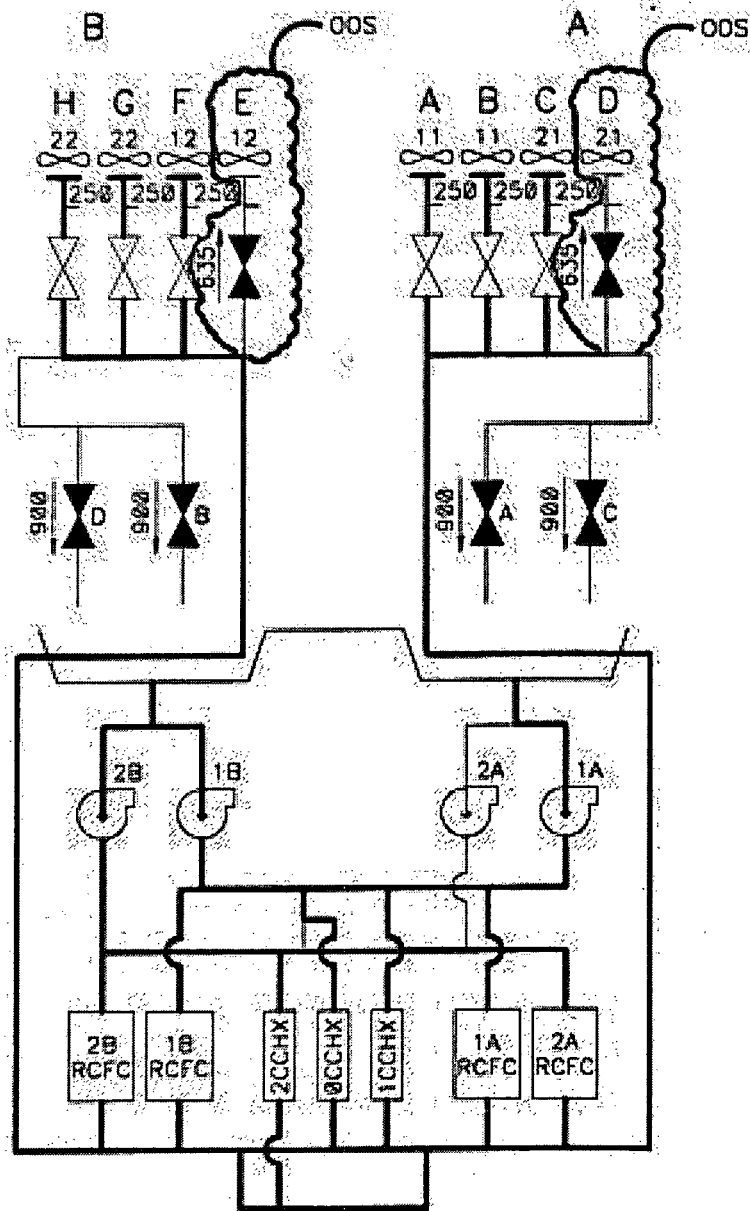 B OOS A OOS
H G F E A B C D
22 22 12 12 11 11 21 21
250 250 250 250 250 250
635 635
900 D 900 B 900 A 900 C
2B 1B 2A 1A
2B RCFC
1B RCFC
2CCHX
0CCHX
1CCHX
1A RCFC
2A RCFC